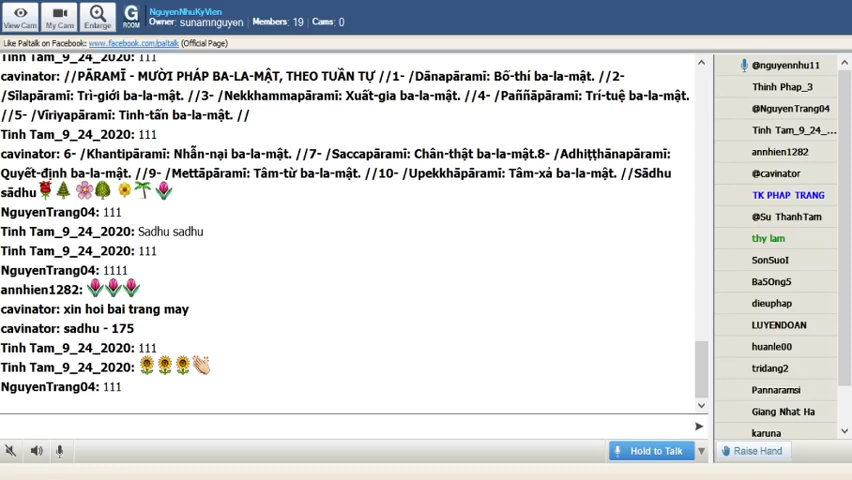 View Cam
My Cam
Enlarge
G
ROOM
NguyenNhuKyVien
Owner: sunamnguyen Members: 19 Cams: 0
Like Paltalk on Facebook: www.facebook.com/paltalk (Official Page)
Tinh Tam_9_24_2020: 111
cavinator: //PĀRAMĪ - MƯỜI PHÁP BA-LA-MẬT, THEO TUẦN TỰ //1- /Dānapāramī: Bố-thí ba-la-mật. //2-
/Sīlapāramī: Trì-giới ba-la-mật. //3- /Nekkhammapāramī: Xuất-gia ba-la-mật. //4- /Paññāpāramī: Trí-tuệ ba-la-mật.
//5- /Vīriyapāramī: Tinh-tấn ba-la-mật. //
Tinh Tam_9_24_2020: 111
cavinator: 6- /Khantīpāramī: Nhẫn-nại ba-la-mật. //7- /Saccapāramī: Chân-thật ba-la-mật.8- /Adhiṭṭhānapāramī:
Quyết-định ba-la-mật. //9- /Mettāpāramī: Tâm-từ ba-la-mật. //10- /Upekkhāpāramī: Tâm-xả ba-la-mật. //Sādhu
sādhu
NguyenTrang04: 111
Tinh Tam_9_24_2020: Sadhu sadhu
Tinh Tam_9_24_2020: 111
NguyenTrang04: 1111
annhien1282:
cavinator: xin hoi bai trang may
cavinator: sadhu - 175
Tinh Tam_9_24_2020: 111
Tinh Tam_9_24_2020:
NguyenTrang04: 111
@nguyennhu11
Thinh Phap_3
@NguyenTrang04
Tinh Tam_9_24_...
annhien1282
@cavinator
TK PHAP TRANG
@Su ThanhTam
thy lam
SonSuoI
Ba5Ong5
dieuphap
LUYENDOAN
huanle00
tridang2
Pannaramsi
Giang Nhat Ha
karuna
Hold to Talk
Raise Hand